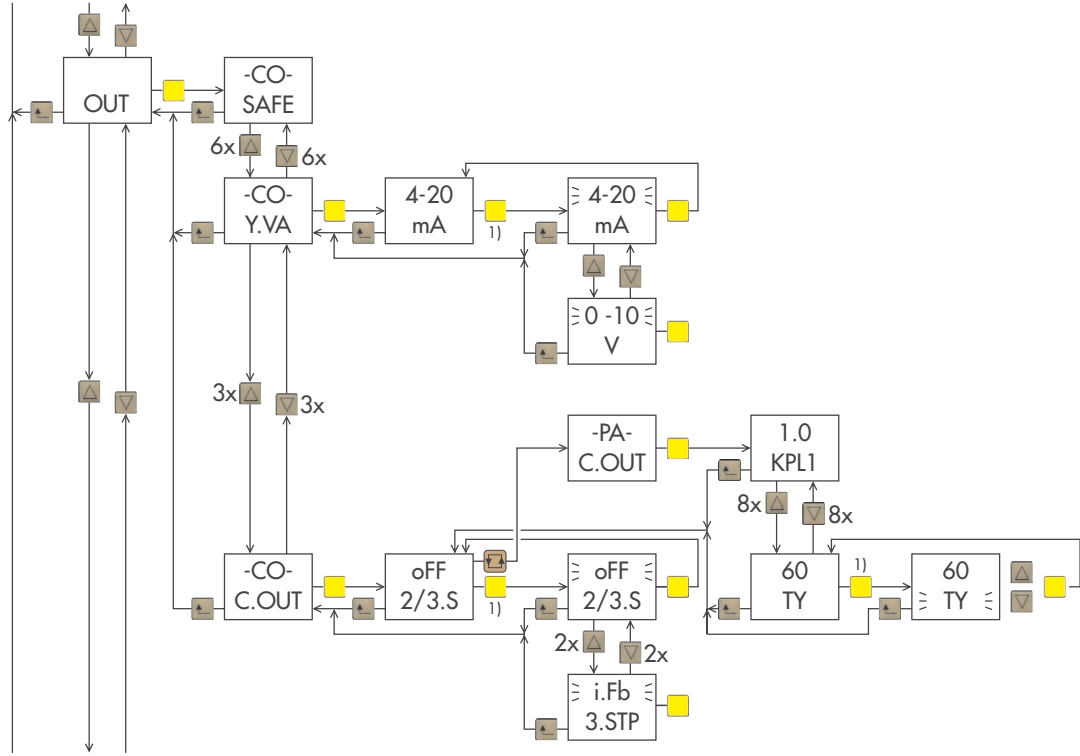 OUT
-CO-
SAFE
6x
6x
-CO-
Y.VA
4-20
mA
1)
4-20
mA
0 -10
V
3x
3x
-PA-
C.OUT
1.0
KPL1
8x
8x
-CO-
C.OUT
oFF
2/3.S
1)
oFF
2/3.S
60
TY
1)
60
TY
2x
2x
i.Fb
3.STP